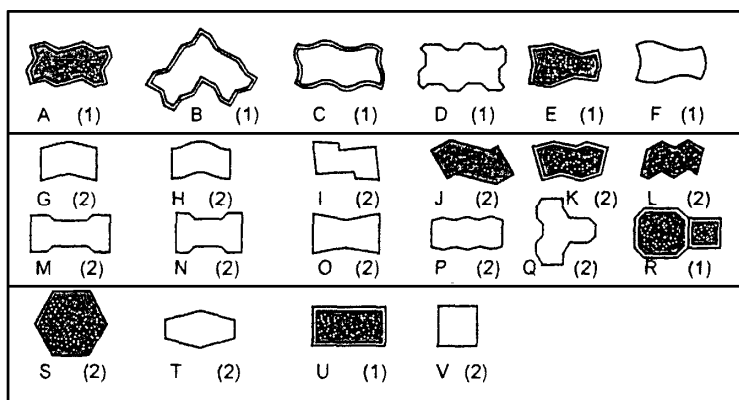 A (1) B (1) C (1) D (1) E (1) F (1)
G (2) H (2) I (2) J (2) K (2) L (2)
M (2) N (2) O (2) P (2) Q (2) R (1)
S (2) T (2) U (1) V (2)